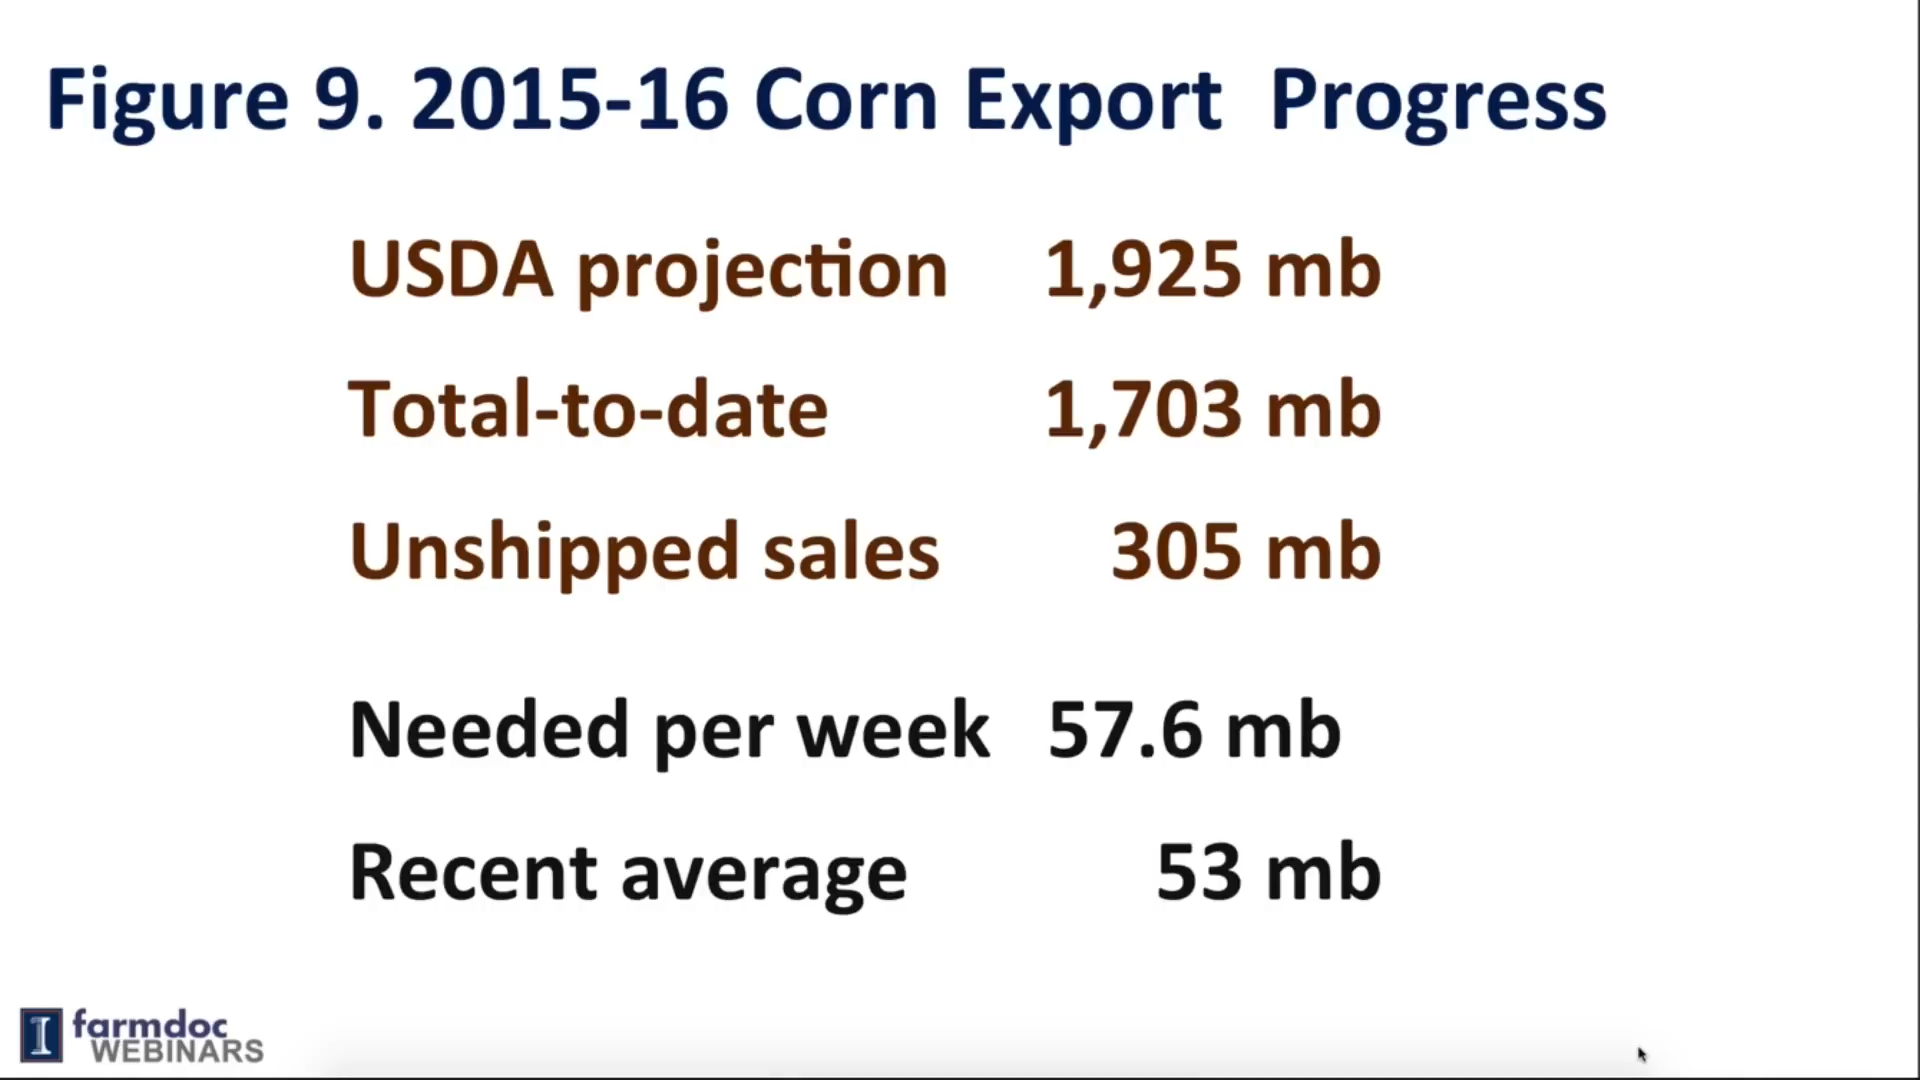 Figure 9. 2015-16 Corn Export Progress
USDA projection 1,925 mb
Total-to-date 1,703 mb
Unshipped sales 305 mb
Needed per week 57.6 mb
Recent average 53 mb
I farmdoc
WEBINARS